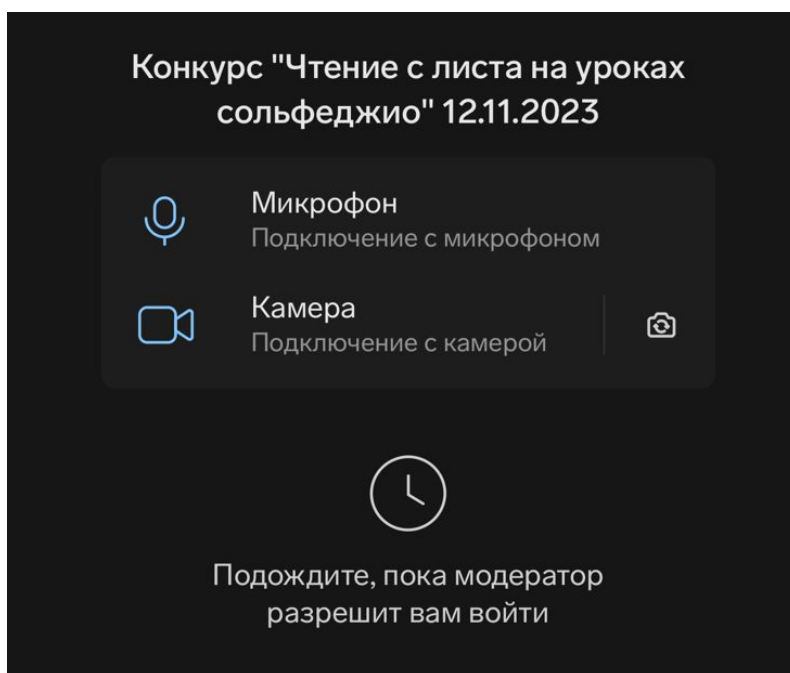 Конкурс "Чтение с листа на уроках
сольфеджио" 12.11.2023
Микрофон
Подключение с микрофоном
Камера
Подключение с камерой
Подождите, пока модератор
разрешит вам войти